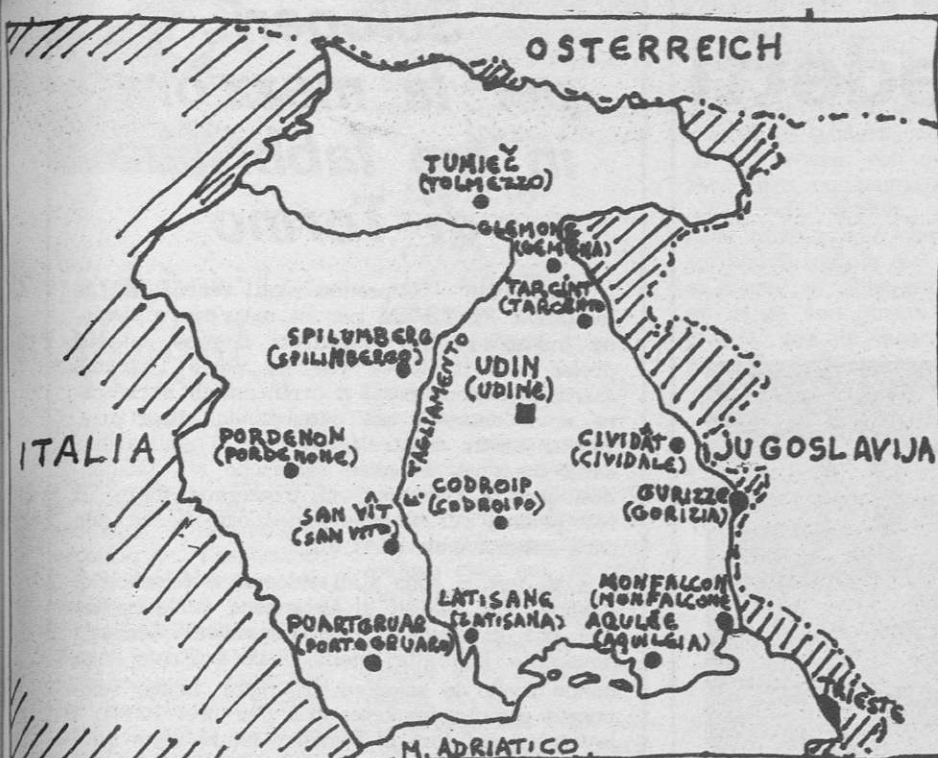 OSTERREICH
TUMIEČ
(TOLMEZZO)
GLEMONE
(GEMONA)
TARCINT
(TARCENTO)
SPILUMBERG
(SPILIMBERGO)
F. TAGLIAMENTO
UDIN
(UDINE)
ITALIA
PORDENON
(PORDENONE)
CIVIDÂT
(CIVIDALE)
JUGOSLAVIJA
CODROIP
(CODROIPO)
GURIZZE
(GORIZIA)
SAN VÎT
(SAN VITO)
MONFALCON
(MONFALCONE
LATISANE
(LATISANA)
AQULEE
(AQUILEIA)
PUARTGRUAR
(PORTOGRUARO)
TRIESTE
M. ADRIATICO.